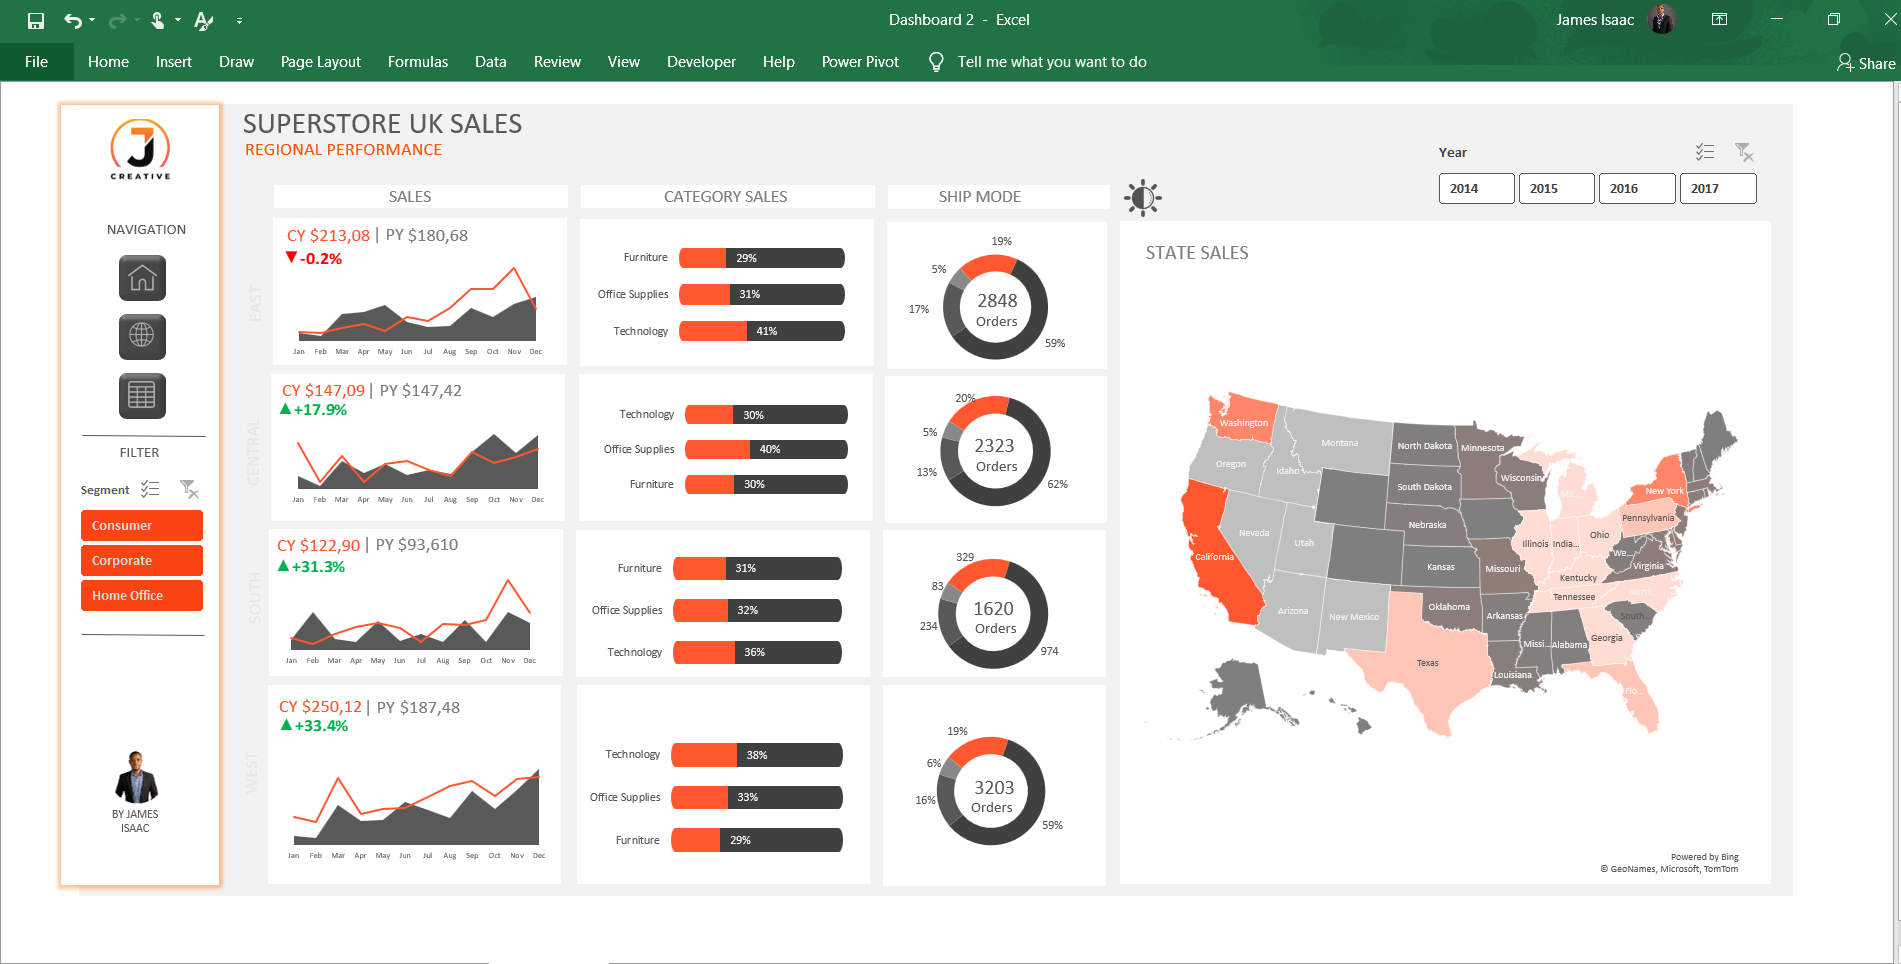 Dashboard 2 - Excel
James Isaac
File Home Insert Draw Page Layout Formulas Data Review View Developer Help Power Pivot Tell me what you want to do Share
J
CREATIVE
NAVIGATION
FILTER
Segment
Consumer
Corporate
Home Office
BY JAMES
ISAAC
SUPERSTORE UK SALES
REGIONAL PERFORMANCE
Year
2014 2015 2016 2017
SALES
CATEGORY SALES
SHIP MODE
EAST
CY $213,08 | PY $180,68
▼-0.2%
Jan Feb Mar Apr May Jun Jul Aug Sep Oct Nov Dec
Furniture 29%
Office Supplies 31%
Technology 41%
19%
5%
17%
59%
2848
Orders
CENTRAL
CY $147,09 | PY $147,42
▲+17.9%
Jan Feb Mar Apr May Jun Jul Aug Sep Oct Nov Dec
Technology 30%
Office Supplies 40%
Furniture 30%
20%
5%
13%
62%
2323
Orders
SOUTH
CY $122,90 | PY $93,610
▲+31.3%
Jan Feb Mar Apr May Jun Jul Aug Sep Oct Nov Dec
Furniture 31%
Office Supplies 32%
Technology 36%
329
83
234
974
1620
Orders
WEST
CY $250,12 | PY $187,48
▲+33.4%
Jan Feb Mar Apr May Jun Jul Aug Sep Oct Nov Dec
Technology 38%
Office Supplies 33%
Furniture 29%
19%
6%
16%
59%
3203
Orders
STATE SALES
Washington
Montana
North Dakota
Minnesota
Oregon
Idaho
South Dakota
Wisconsin
New York
Nebraska
Pennsylvania
Nevada
Utah
California
Illinois
India...
Ohio
We...
Virginia
Kansas
Missouri
Kentucky
Tennessee
North...
Arizona
New Mexico
Oklahoma
Arkansas
South...
Missi...
Alabama
Georgia
Texas
Louisiana
Flo...
Powered by Bing
© GeoNames, Microsoft, TomTom